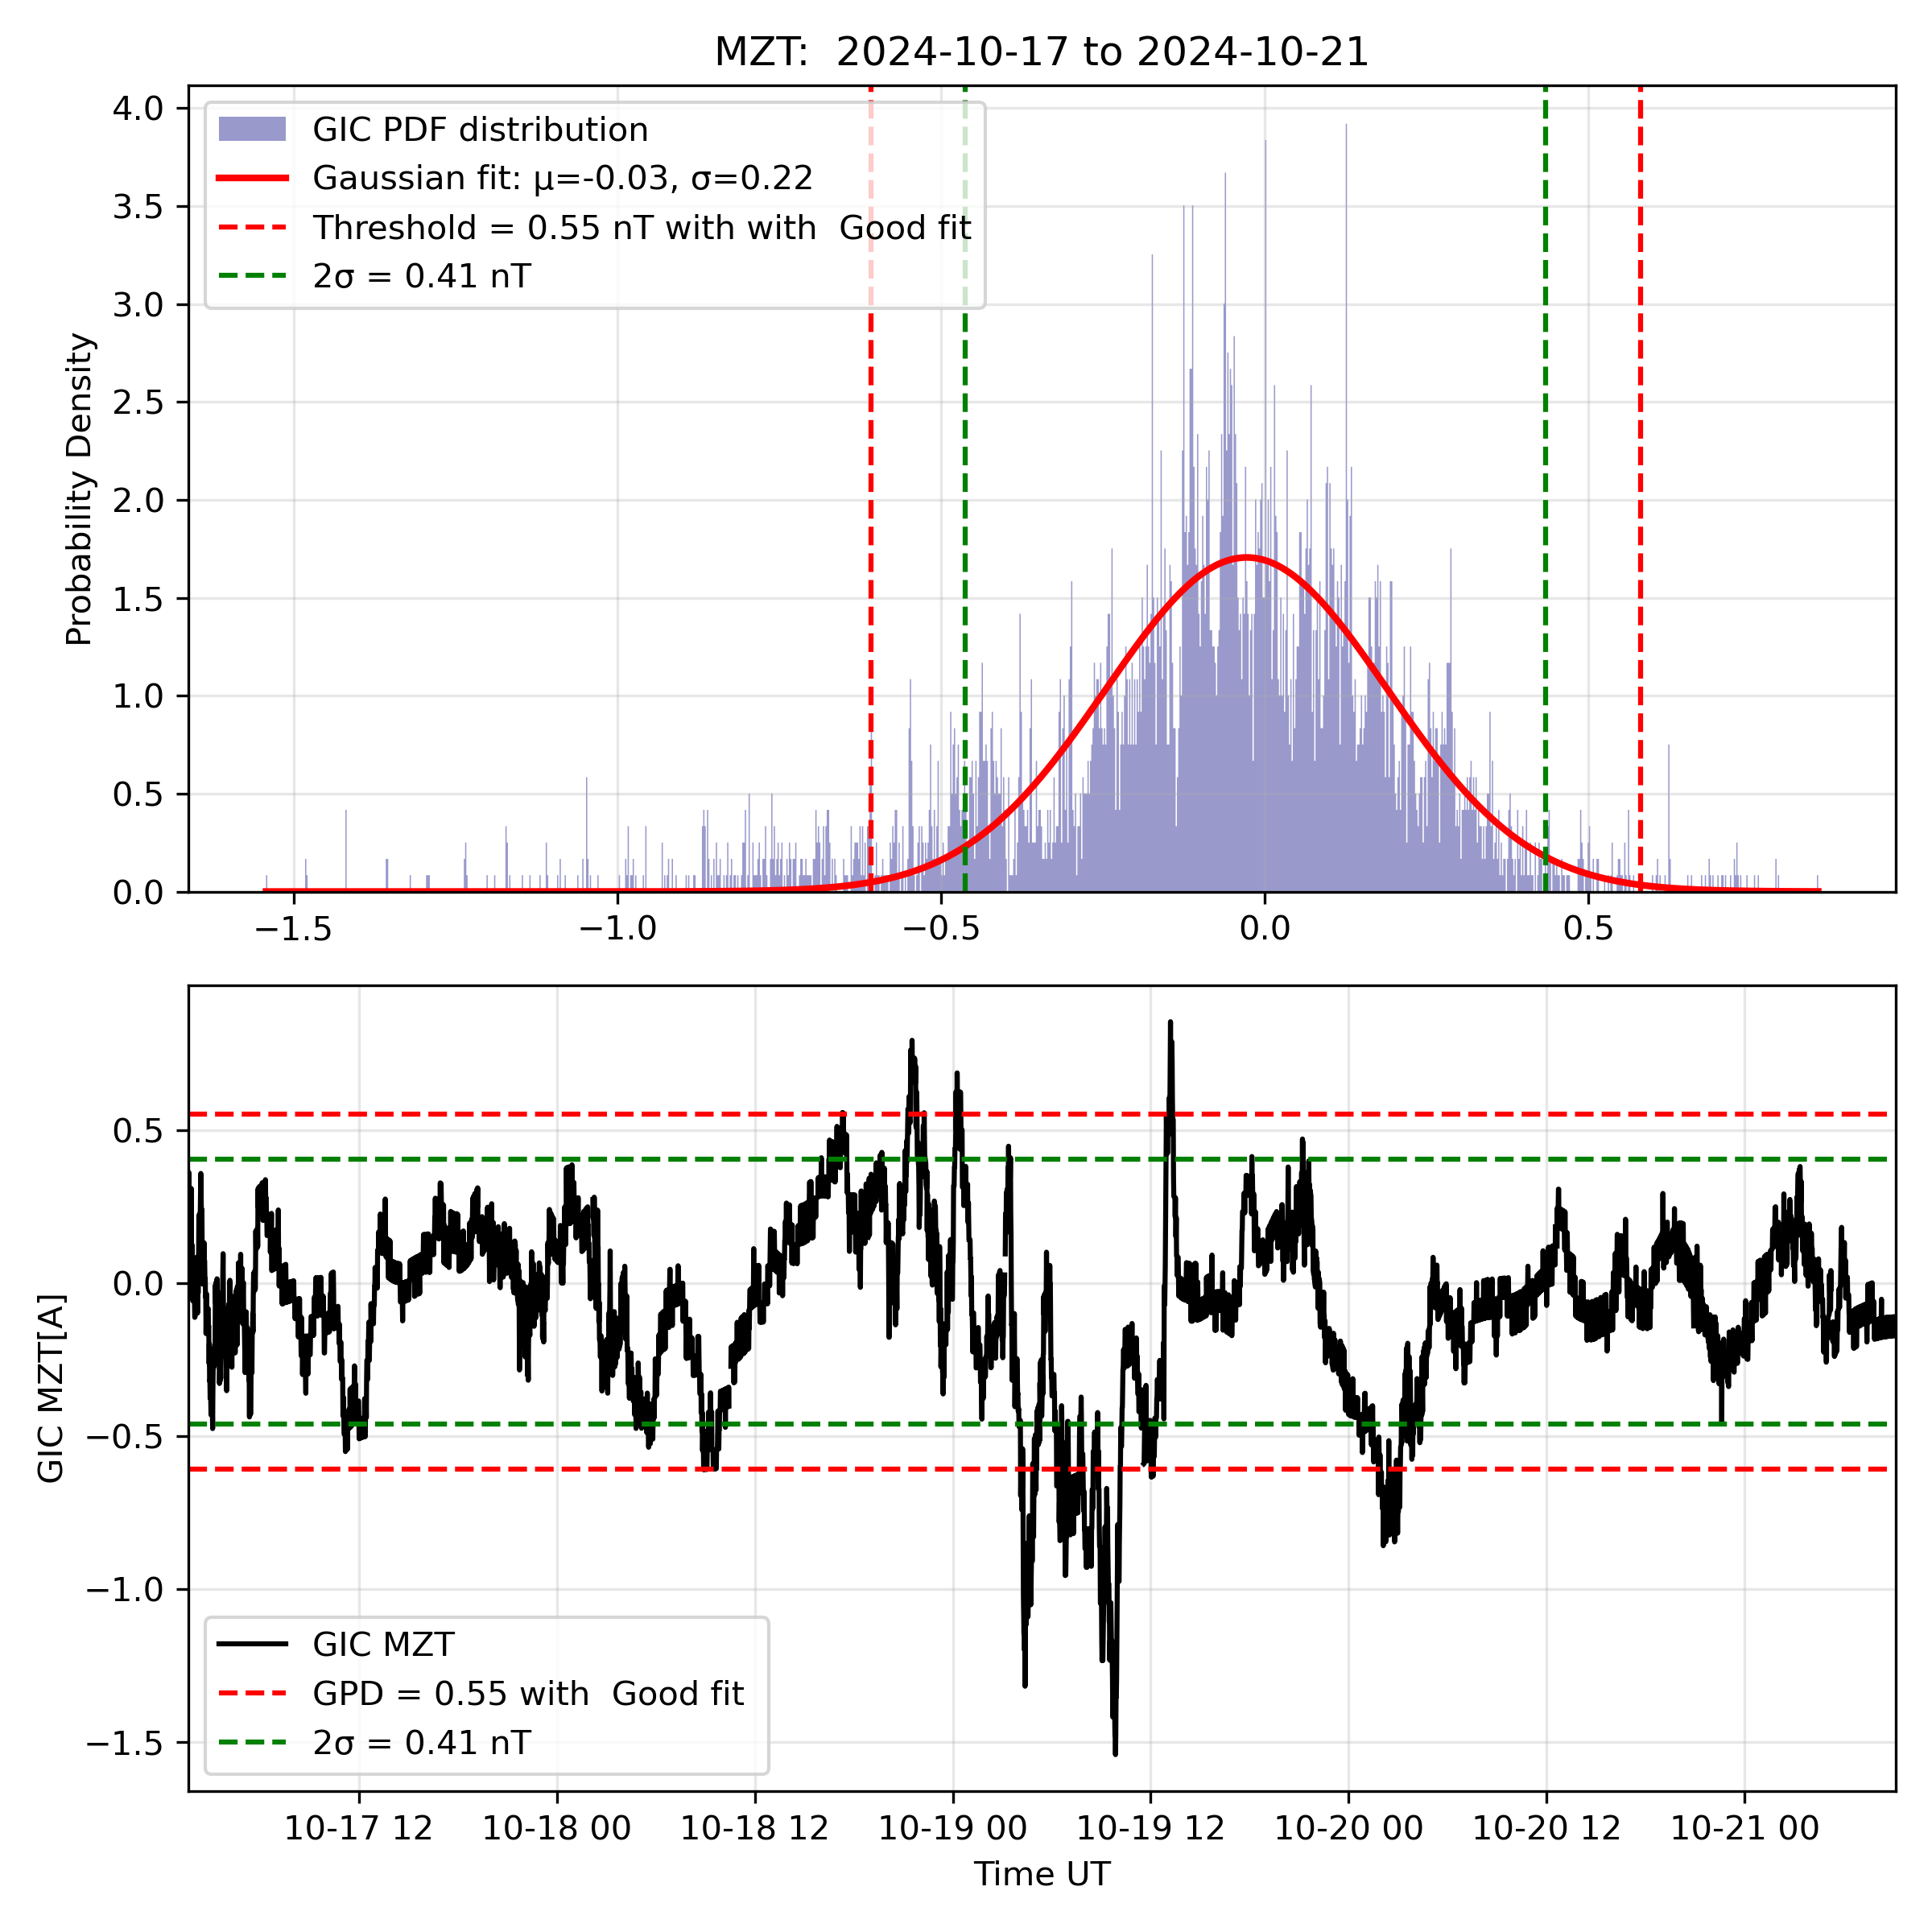 MZT:  2024-10-17 to 2024-10-21
4.0
3.5
3.0
2.5
2.0
1.5
1.0
0.5
0.0
Probability Density
GIC PDF distribution
Gaussian fit: μ=-0.03, σ=0.22
Threshold = 0.55 nT with with  Good fit
2σ = 0.41 nT
−1.5 −1.0 −0.5 0.0 0.5
0.5
0.0
−0.5
−1.0
−1.5
GIC MZT[A]
GIC MZT
GPD = 0.55 with  Good fit
2σ = 0.41 nT
10-17 12 10-18 00 10-18 12 10-19 00 10-19 12 10-20 00 10-20 12 10-21 00
Time UT